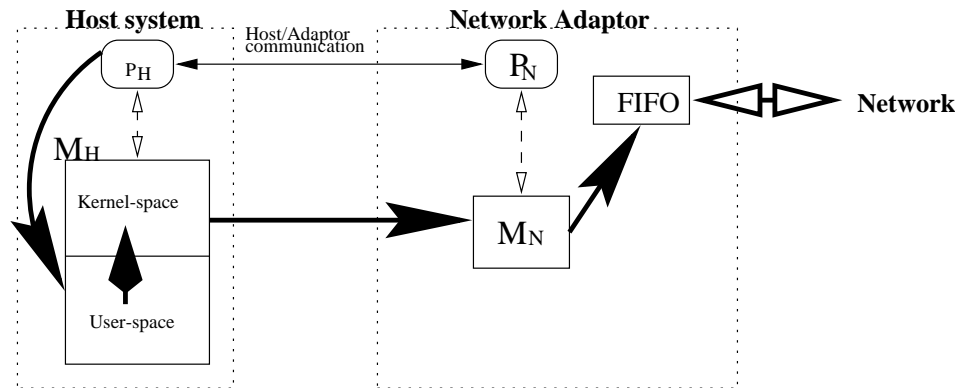 Host system
Network Adaptor
Host/Adaptor
communication
PH
PN
FIFO
Network
MH
Kernel-space
MN
User-space